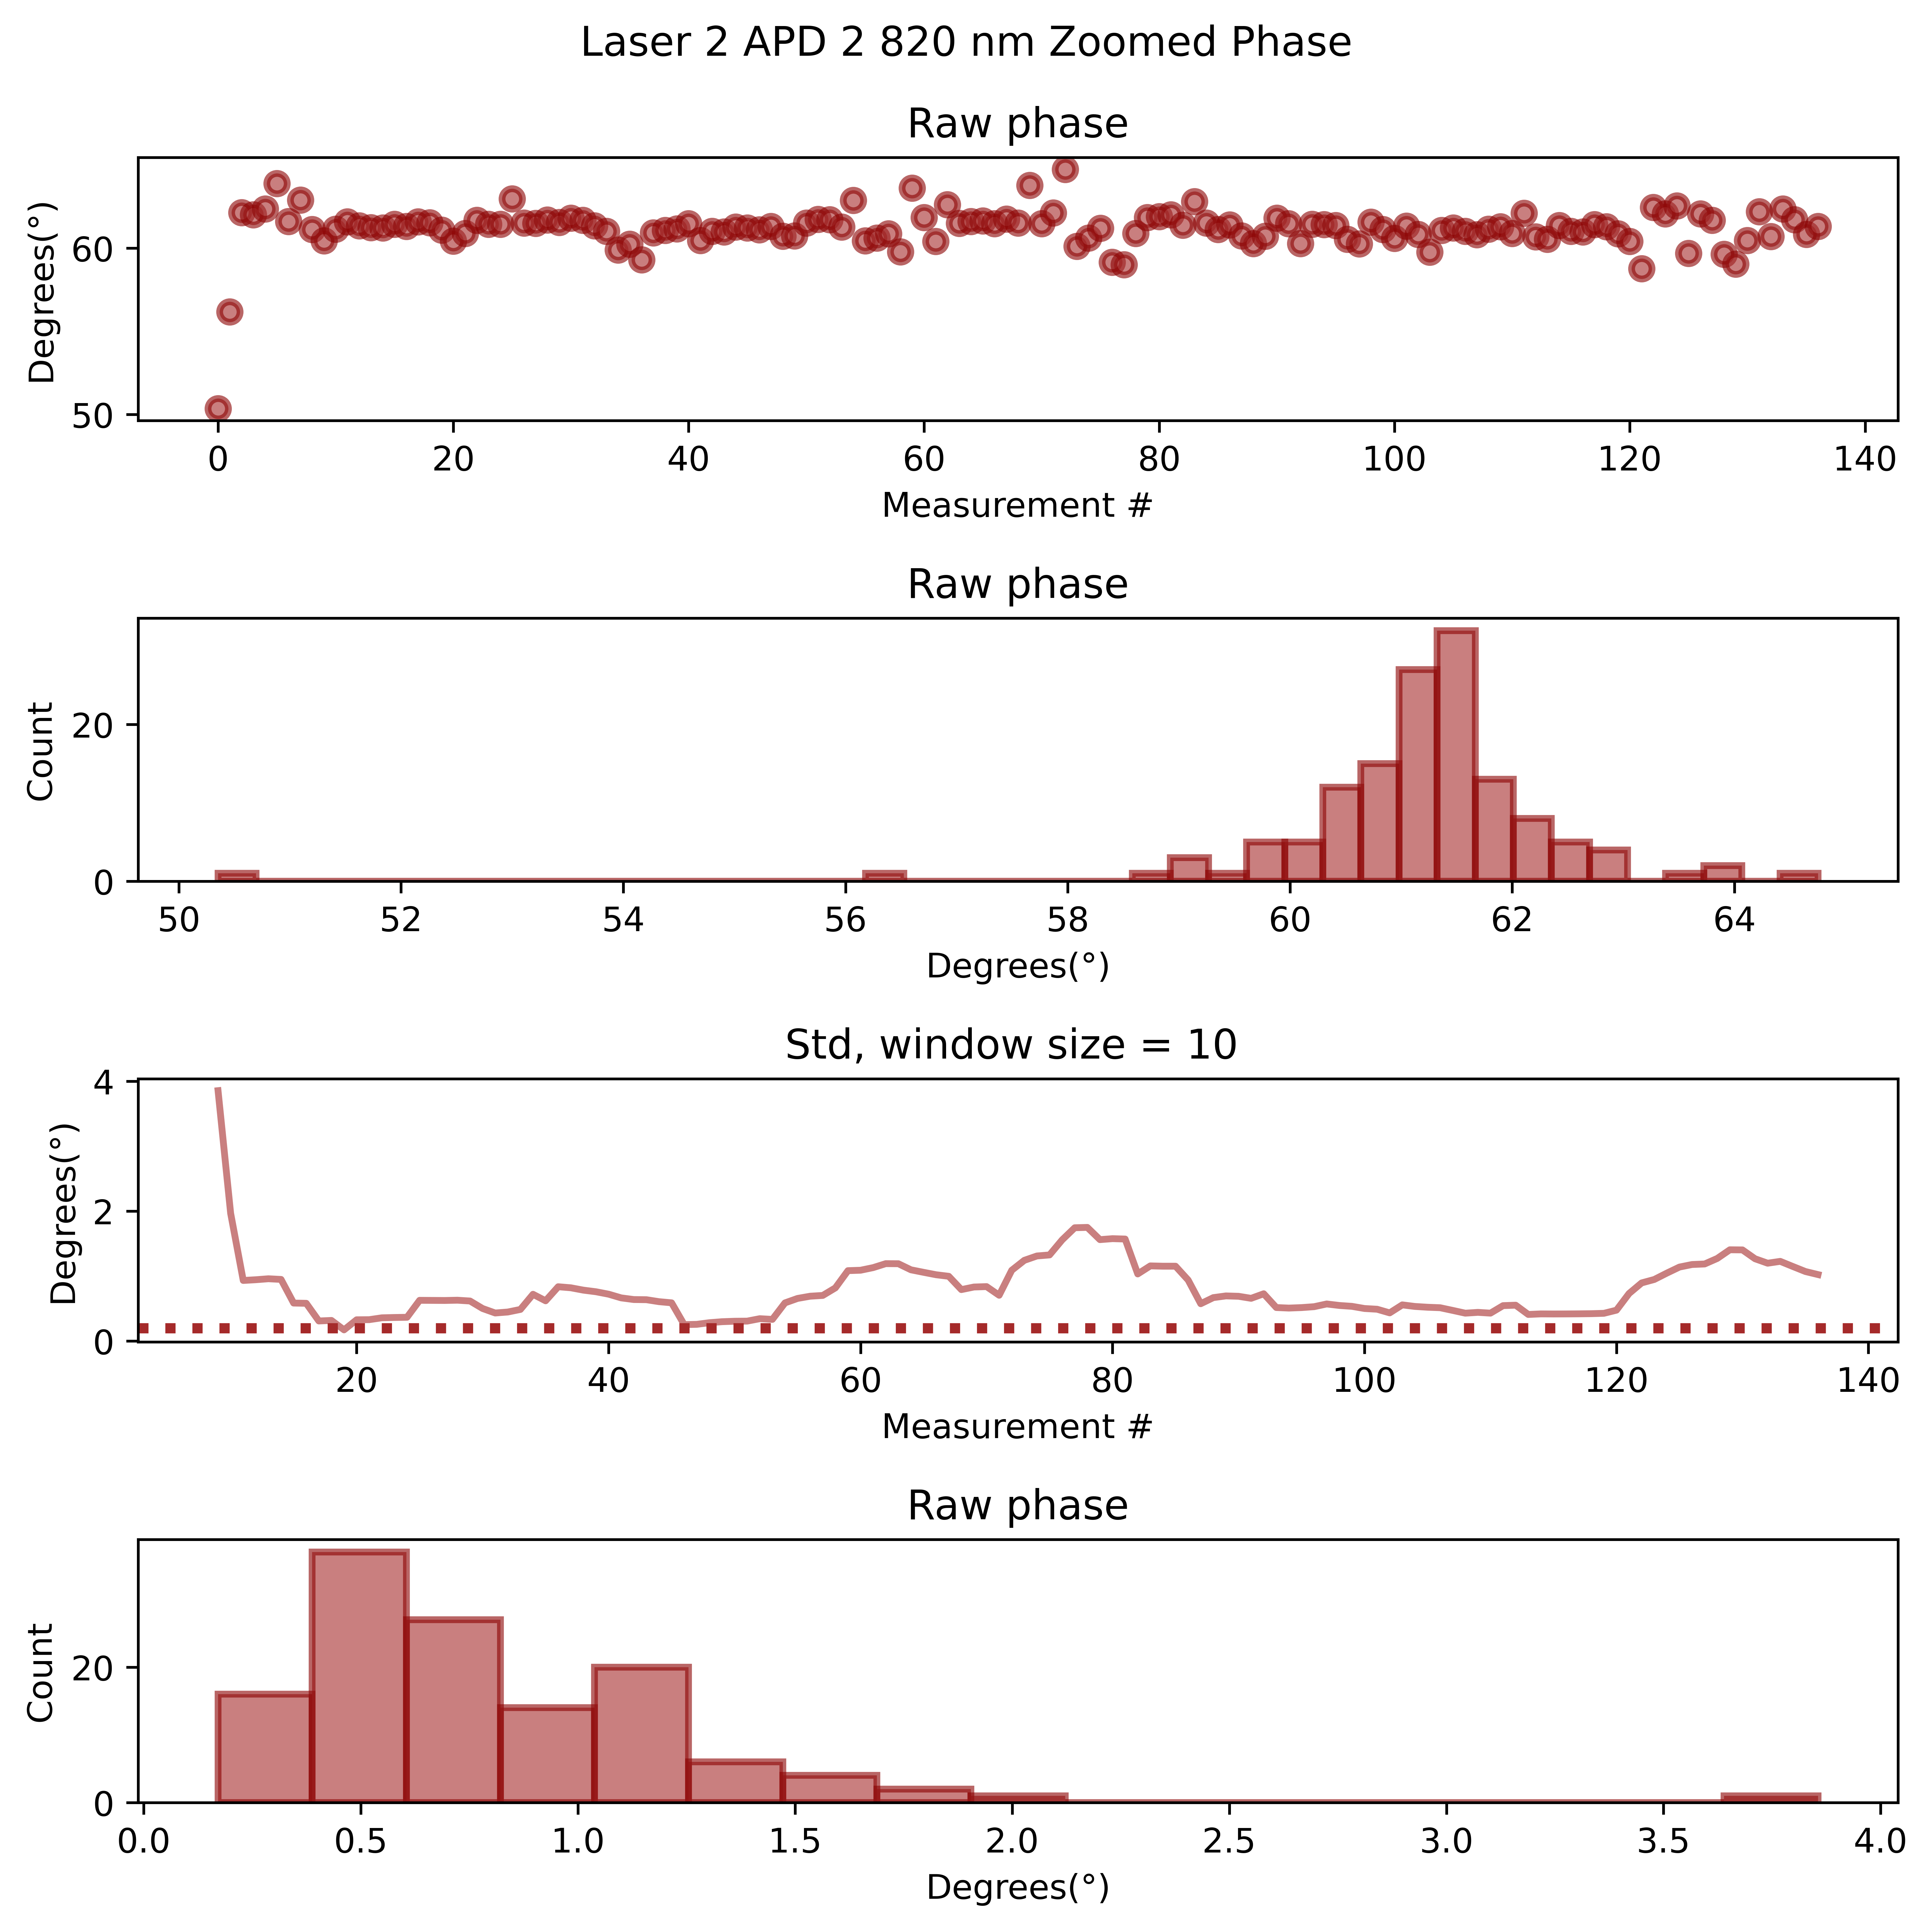 Laser 2 APD 2 820 nm Zoomed Phase
Raw phase
Degrees(°)
60
50
0 20 40 60 80 100 120 140
Measurement #
Raw phase
Count
20
0
50 52 54 56 58 60 62 64
Degrees(°)
Std, window size = 10
Degrees(°)
4
2
0
20 40 60 80 100 120 140
Measurement #
Raw phase
Count
20
0
0.0 0.5 1.0 1.5 2.0 2.5 3.0 3.5 4.0
Degrees(°)